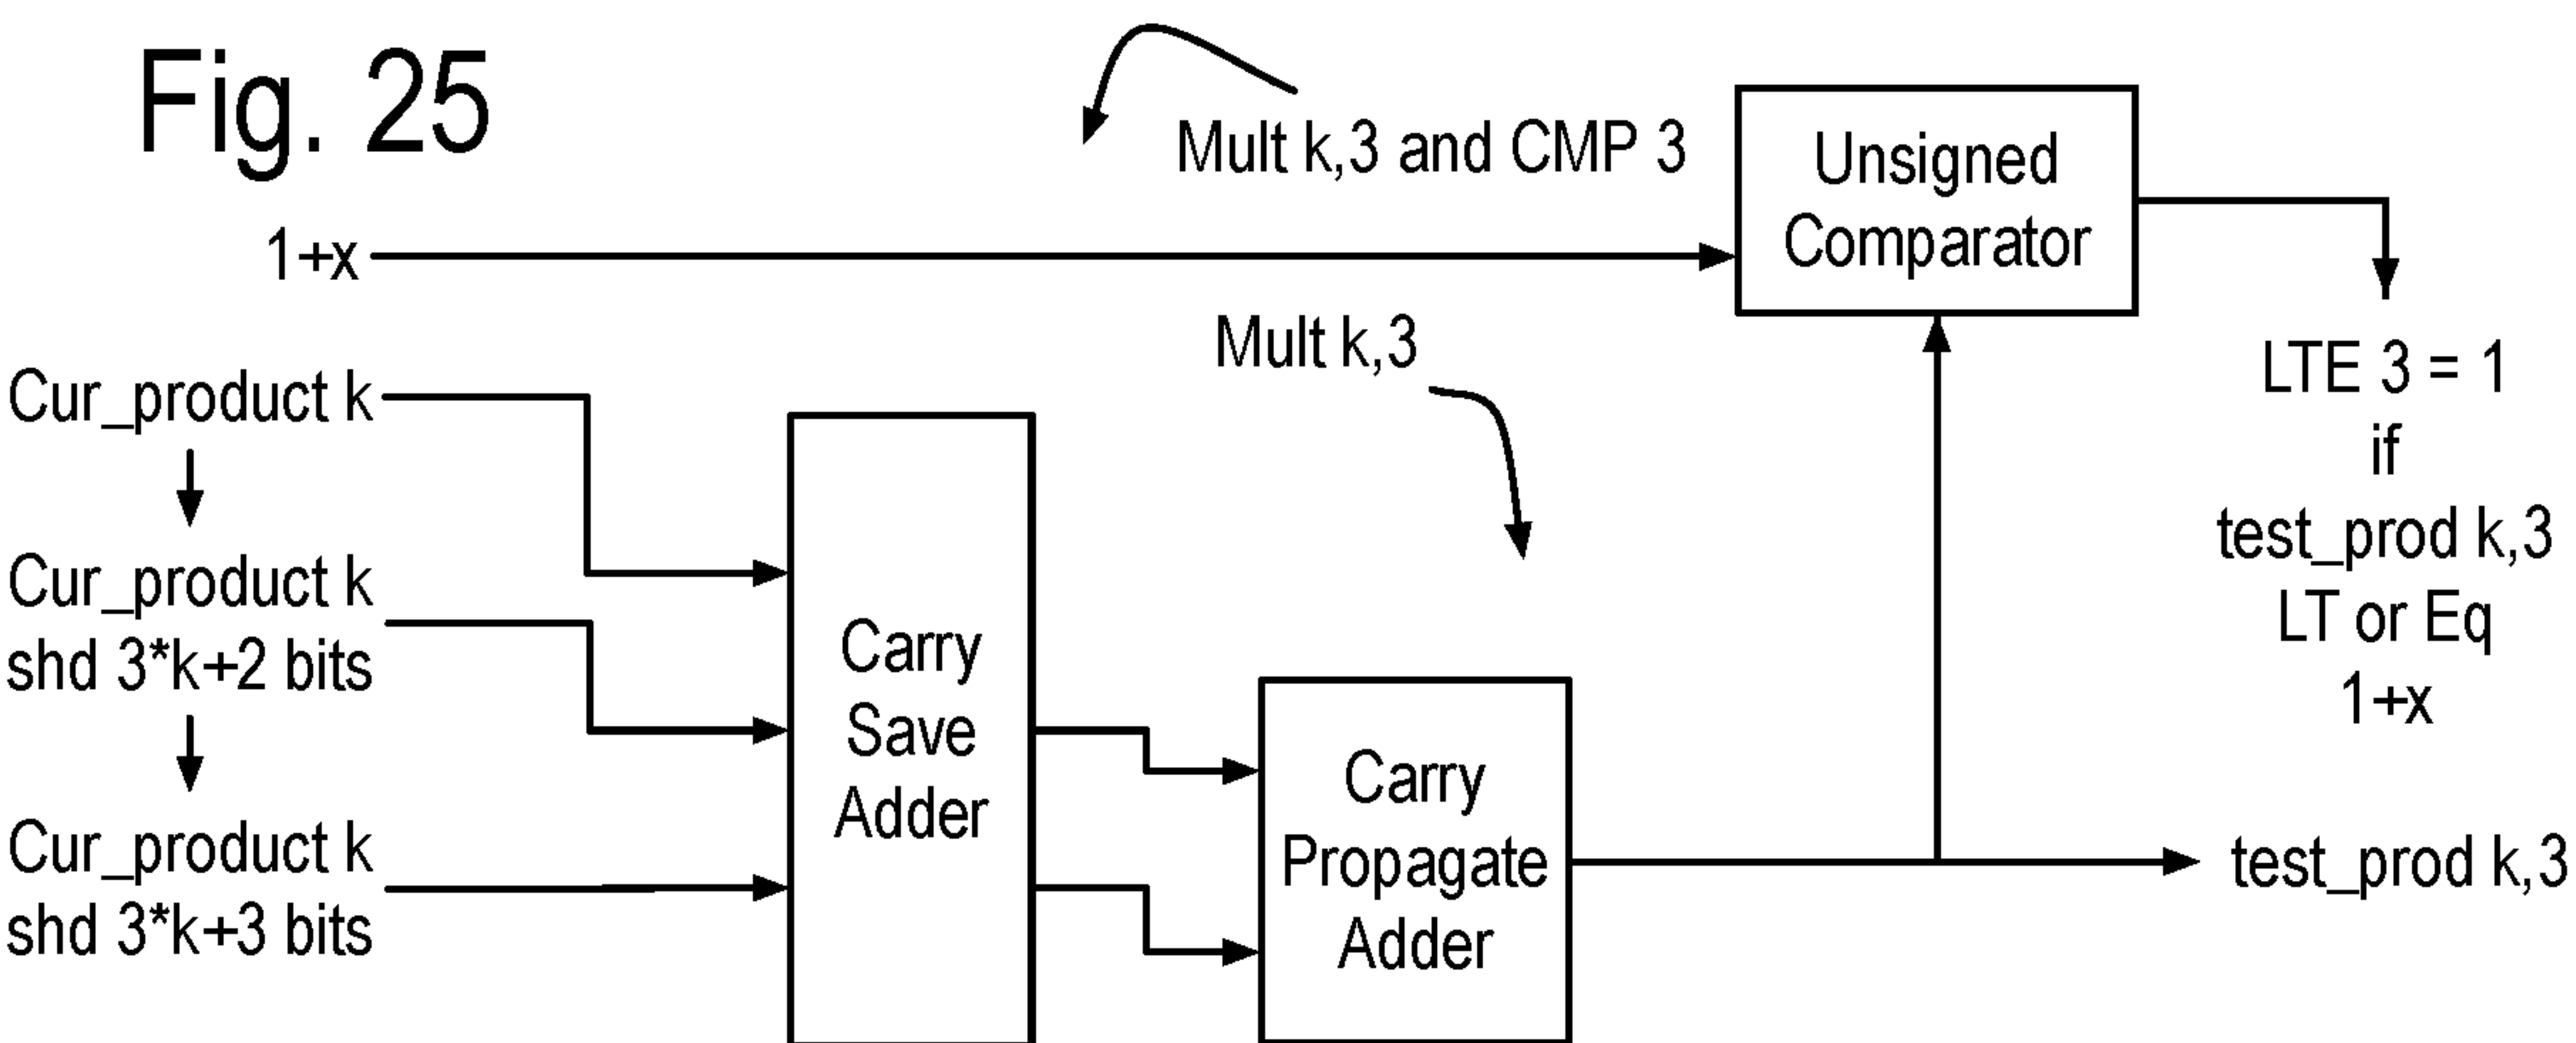 Fig. 25
Mult k,3 and CMP 3
Unsigned
Comparator
1+x
Mult k,3
Cur_product k
Cur_product k
shd 3*k+2 bits
Cur_product k
shd 3*k+3 bits
Carry
Save
Adder
Carry
Propagate
Adder
LTE 3 = 1
if
test_prod k,3
LT or Eq
1+x
test_prod k,3